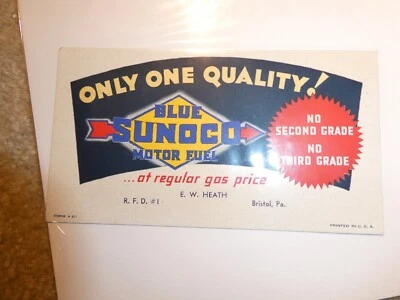 ONLY ONE QUALITY!
BLUE
SUNOCO
MOTOR FUEL
NO
SECOND GRADE
NO
THIRD GRADE
...at regular gas price
E. W. HEATH
R. F. D. #1
Bristol, Pa.
PRINTED IN U. S. A.